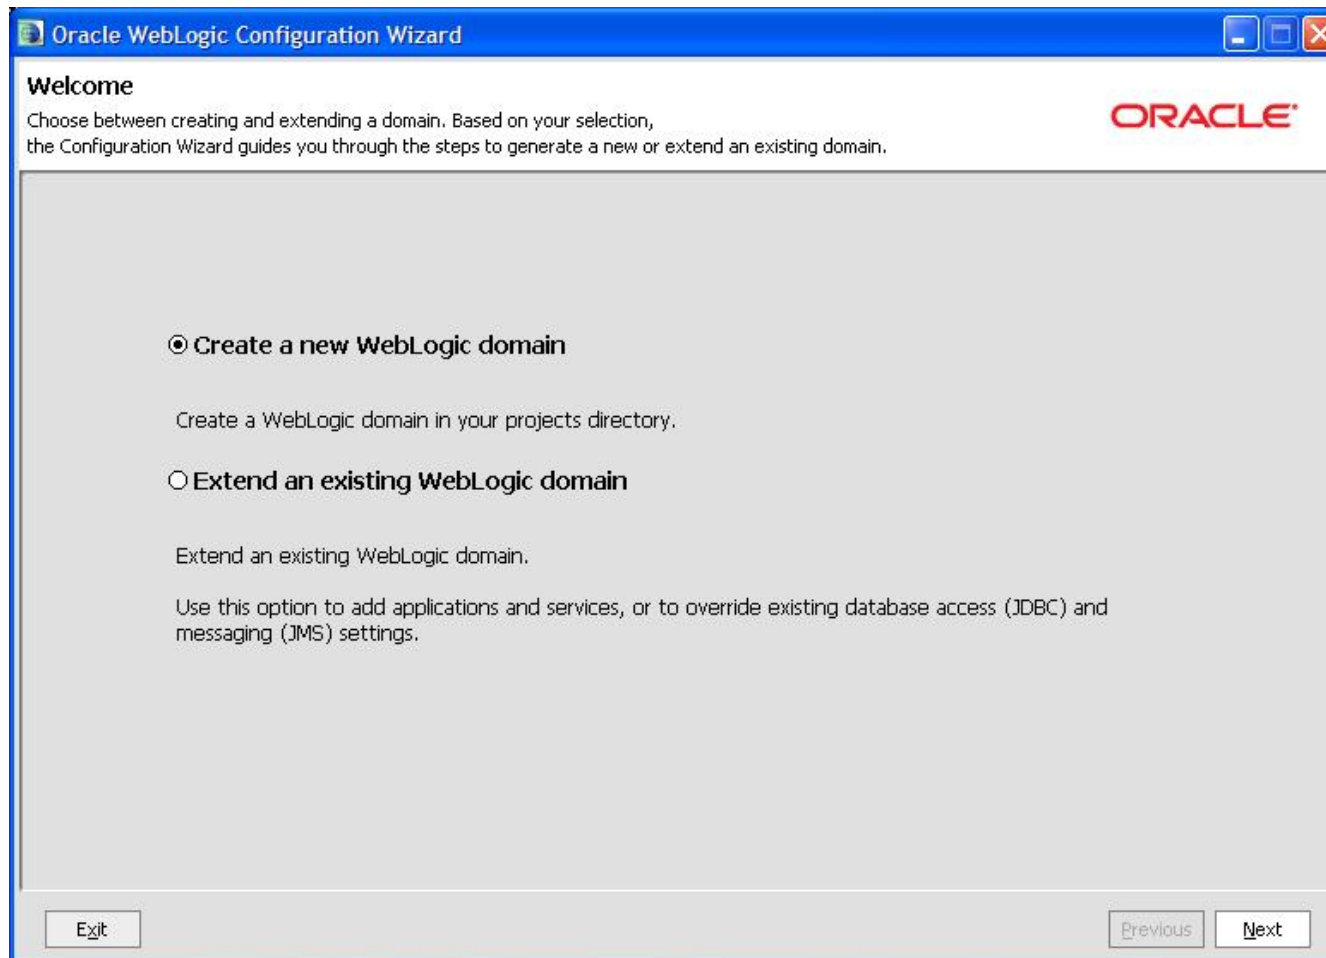 Oracle WebLogic Configuration Wizard
Welcome
Choose between creating and extending a domain. Based on your selection,
the Configuration Wizard guides you through the steps to generate a new or extend an existing domain.
ORACLE
Create a new WebLogic domain
Create a WebLogic domain in your projects directory.
Extend an existing WebLogic domain
Extend an existing WebLogic domain.
Use this option to add applications and services, or to override existing database access (JDBC) and
messaging (JMS) settings.
Exit
Previous
Next